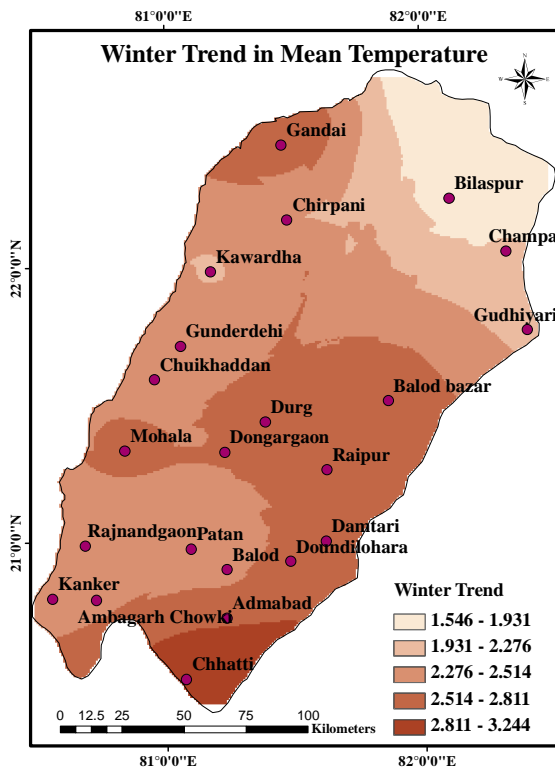 81°0'0"E
82°0'0"E
Winter Trend in Mean Temperature
N
W
E
S
Gandai
Bilaspur
Chirpani
Champa
Kawardha
22°0'0"N
Gudhiyari
Gunderdehi
Chuikhaddan
Balod bazar
Durg
Mohala
Dongargaon
Raipur
Damtari
Rajnandgaon
Patan
21°0'0"N
Doundilohara
Balod
Kanker
Winter Trend
Ambagarh Chowki
Admabad
1.546 - 1.931
1.931 - 2.276
2.276 - 2.514
Chhatti
2.514 - 2.811
2.811 - 3.244
0 12.5 25 50 75 100
Kilometers
81°0'0"E
82°0'0"E